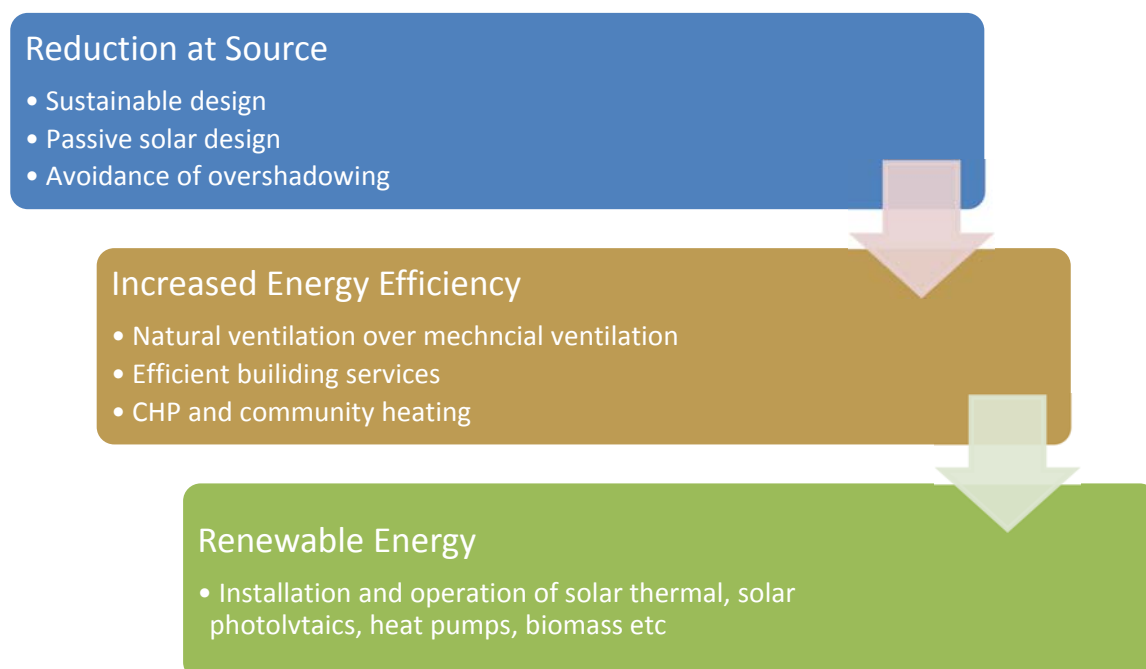 Reduction at Source
• Sustainable design
• Passive solar design
• Avoidance of overshadowing
Increased Energy Efficiency
• Natural ventilation over mechncial ventilation
• Efficient builiding services
• CHP and community heating
Renewable Energy
• Installation and operation of solar thermal, solar
photolvtaics, heat pumps, biomass etc